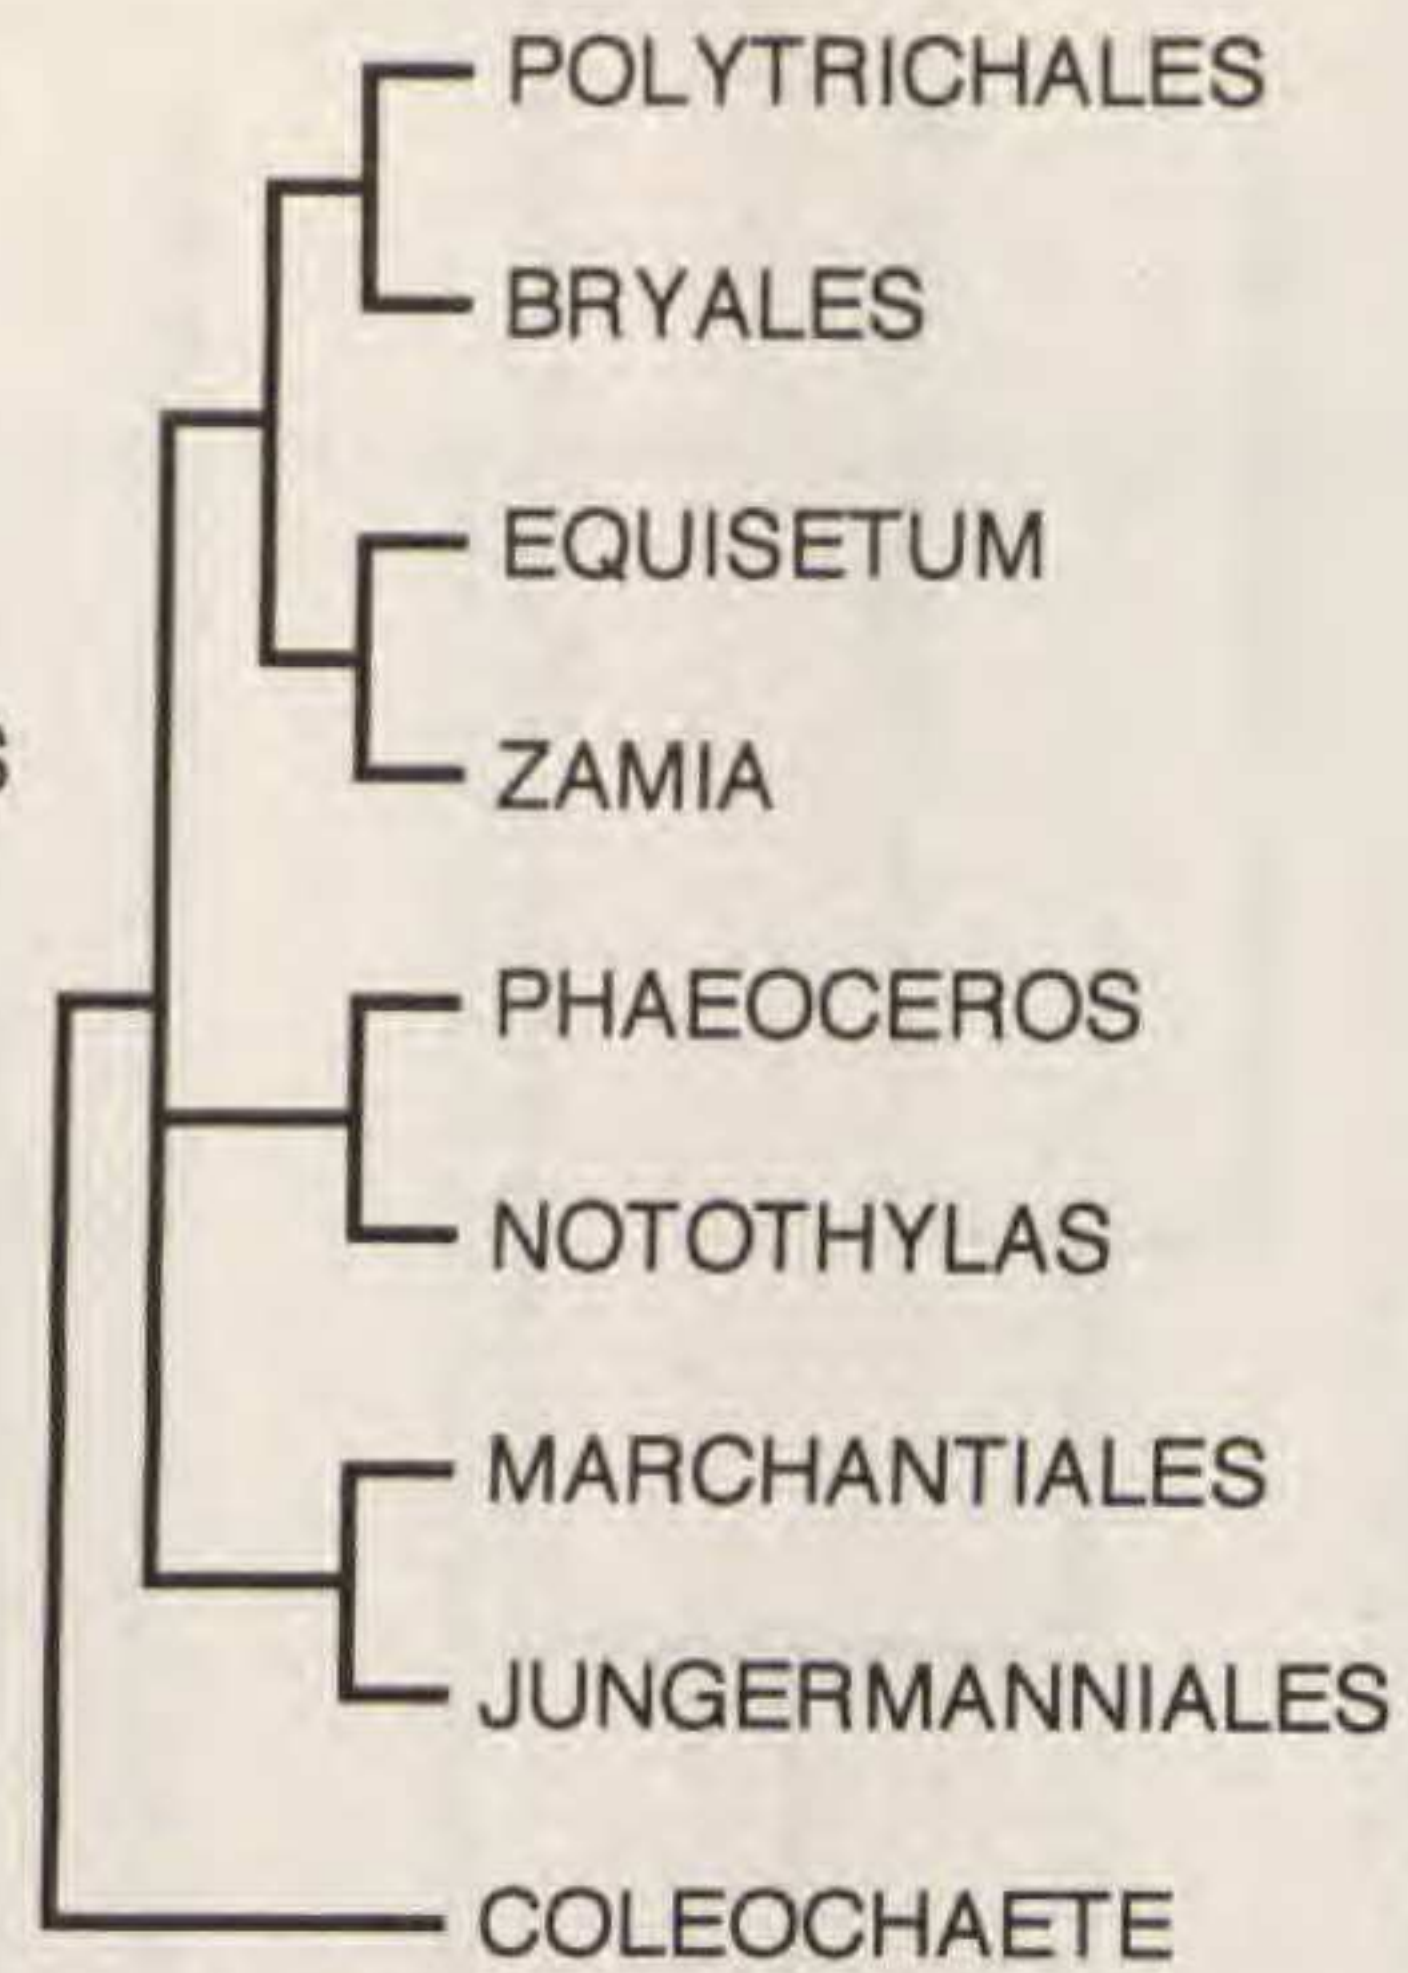 POLYTRICHALES
BRYALES
EQUISETUM
ZAMIA
PHAEOCEROS
NOTOTHYLAS
MARCHANTIALES
JUNGERMANNIALES
COLEOCHAETE